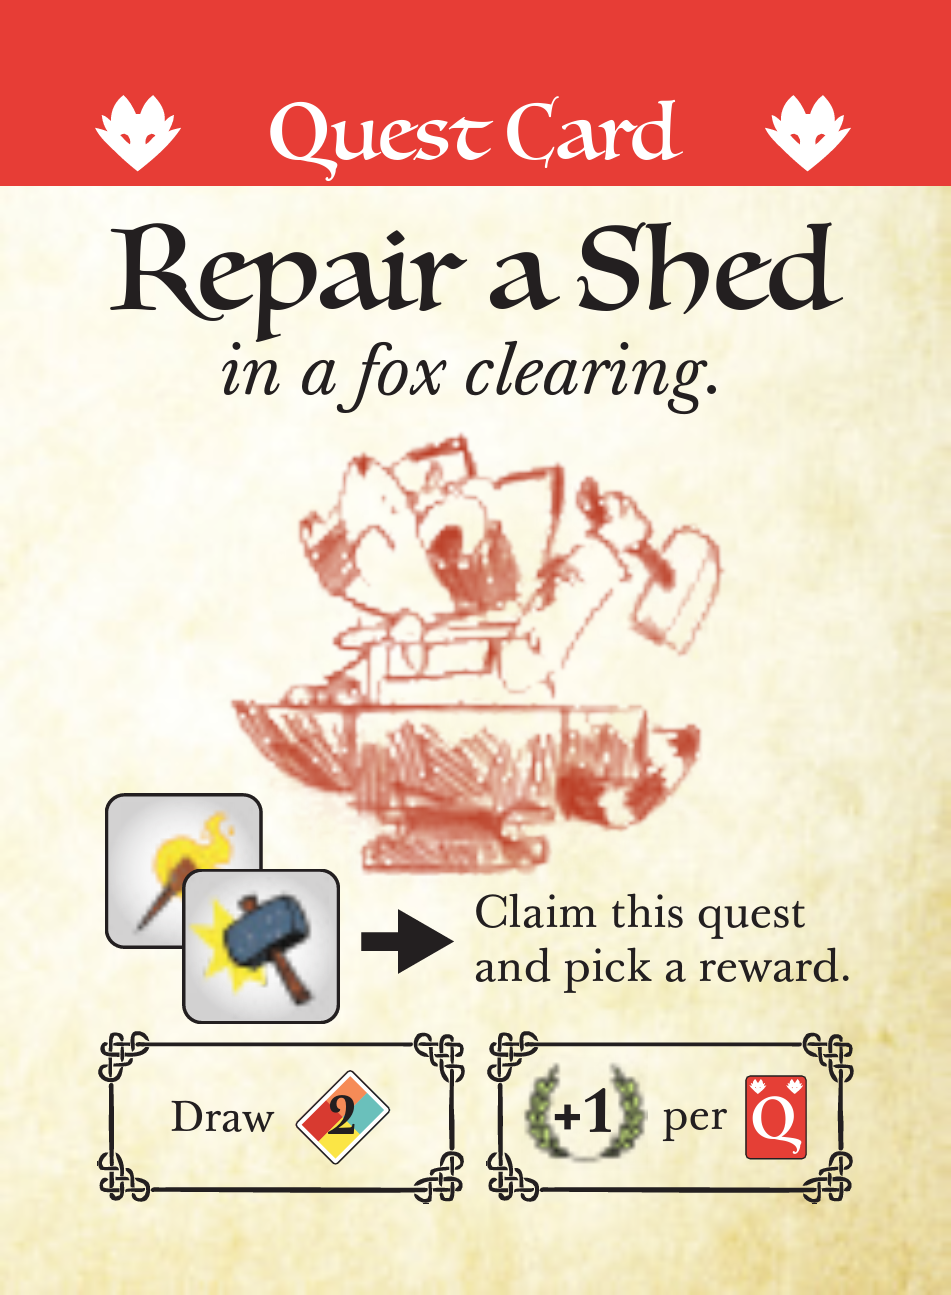 Quest Card
Repair a Shed
in a fox clearing.
Claim this quest
and pick a reward.
Draw 2
+1 per Q